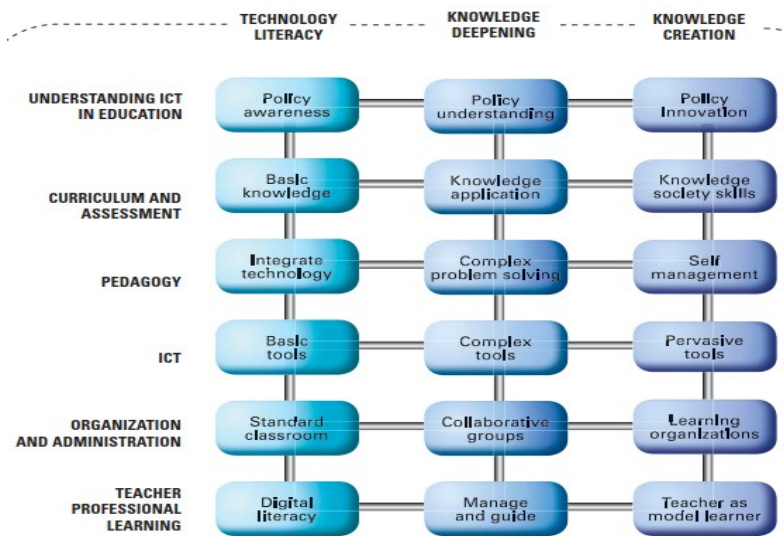 TECHNOLOGY
LITERACY
KNOWLEDGE
DEEPENING
KNOWLEDGE
CREATION
UNDERSTANDING ICT
IN EDUCATION
Policy
awareness
Policy
understanding
Policy
Innovation
CURRICULUM AND
ASSESSMENT
Basic
knowledge
Knowledge
application
Knowledge
society skills
PEDAGOGY
Integrate
technology
Complex
problem solving
Self
management
ICT
Basic
tools
Complex
tools
Pervasive
tools
ORGANIZATION
AND ADMINISTRATION
Standard
classroom
Collaborative
groups
Learning
organizations
TEACHER
PROFESSIONAL
LEARNING
Digital
literacy
Manage
and guide
Teacher as
model learner